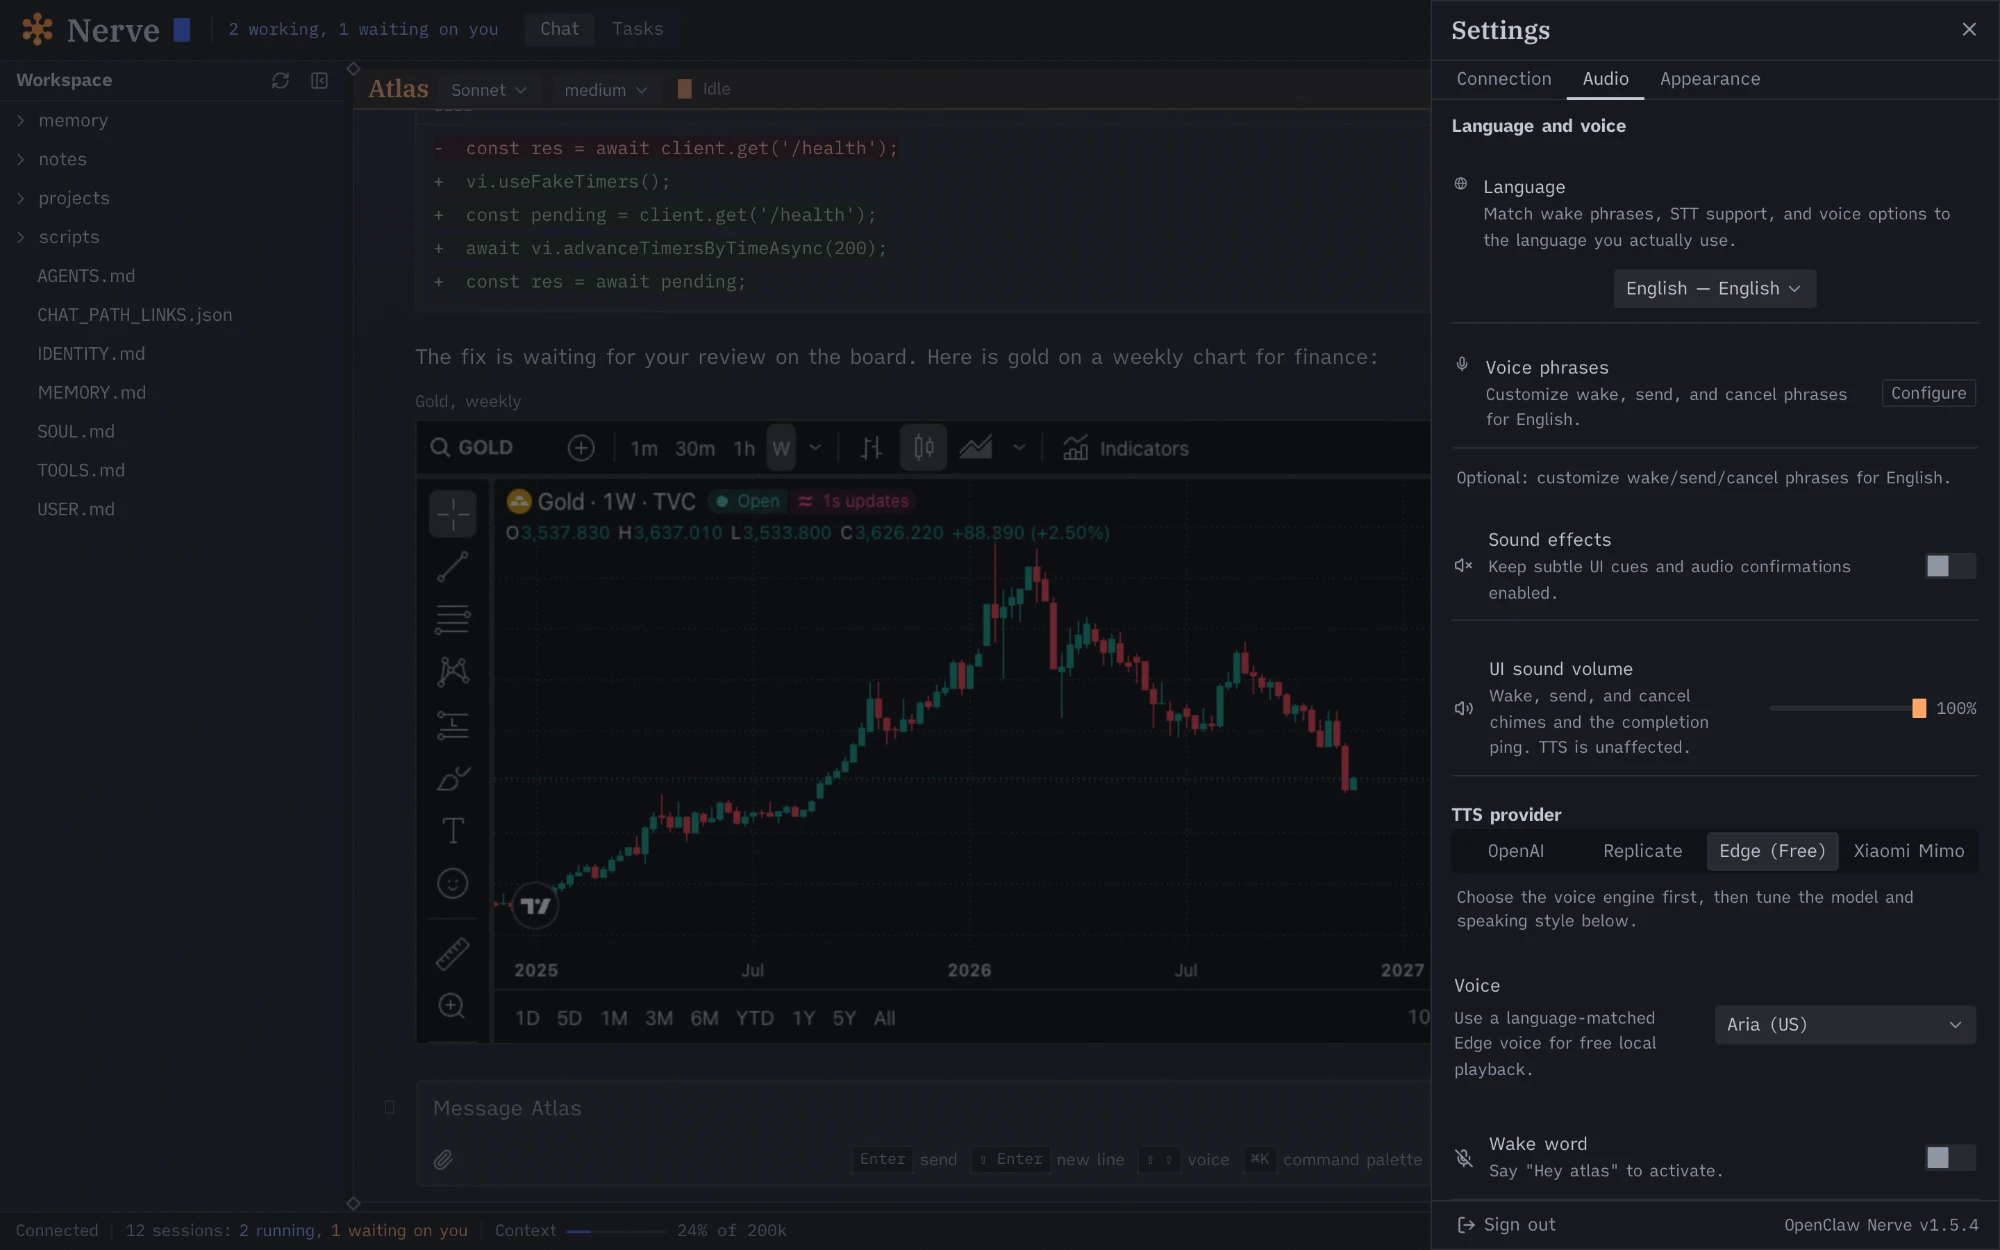 Nerve
2 working, 1 waiting on you
Chat
Tasks
Workspace
memory
notes
projects
scripts
AGENTS.md
CHAT_PATH_LINKS.json
IDENTITY.md
MEMORY.md
SOUL.md
TOOLS.md
USER.md
Atlas
Sonnet
medium
Idle
- const res = await client.get('/health');
+ vi.useFakeTimers();
+ const pending = client.get('/health');
+ await vi.advanceTimersByTimeAsync(200);
+ const res = await pending;
The fix is waiting for your review on the board. Here is gold on a weekly chart for finance:
Gold, weekly
GOLD
1m 30m 1h W
Indicators
Gold · 1W · TVC
Open
1s updates
O3,537.830 H3,637.010 L3,533.800 C3,626.220 +88.390 (+2.50%)
2025 Jul 2026 Jul 2027
1D 5D 1M 3M 6M YTD 1Y 5Y All
10
Message Atlas
Enter send ⇧ Enter new line ⇧ ⇧ voice ⌘K command palette
Connected
12 sessions: 2 running, 1 waiting on you
Context
24% of 200k
Settings
Connection
Audio
Appearance
Language and voice
Language
Match wake phrases, STT support, and voice options to
the language you actually use.
English — English
Voice phrases
Customize wake, send, and cancel phrases
for English.
Configure
Optional: customize wake/send/cancel phrases for English.
Sound effects
Keep subtle UI cues and audio confirmations
enabled.
UI sound volume
Wake, send, and cancel
chimes and the completion
ping. TTS is unaffected.
100%
TTS provider
OpenAI
Replicate
Edge (Free)
Xiaomi Mimo
Choose the voice engine first, then tune the model and
speaking style below.
Voice
Use a language-matched
Edge voice for free local
playback.
Aria (US)
Wake word
Say "Hey atlas" to activate.
Sign out
OpenClaw Nerve v1.5.4